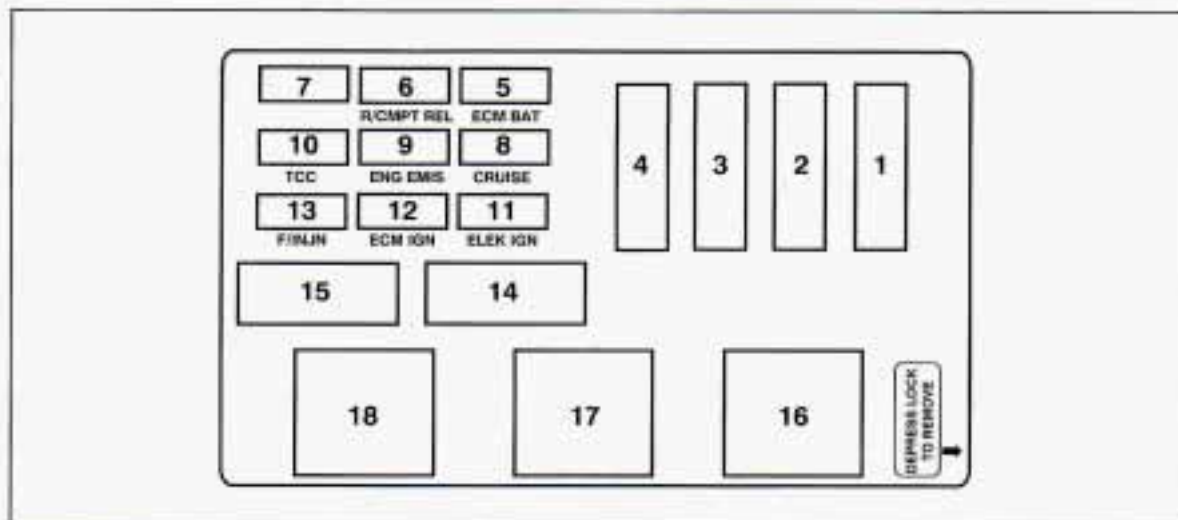 7 6 5
R/CMPT REL ECM BAT
10 9 8
TCC ENG EMIS CRUISE
13 12 11
F/INJN ECM IGN ELEK IGN
4 3 2 1
15 14
18 17 16
DEPRESS LOCK
TO REMOVE